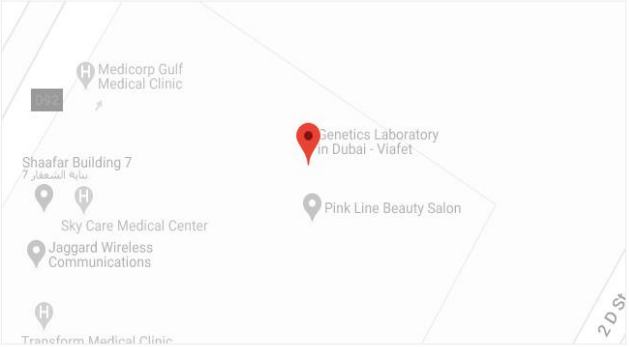 Medicorp Gulf
Medical Clinic
D92
Genetics Laboratory
in Dubai - Viafet
Shaafar Building 7
بناية الشعفار 7
Pink Line Beauty Salon
Sky Care Medical Center
Jaggard Wireless
Communications
Transform Medical Clinic
2 D St